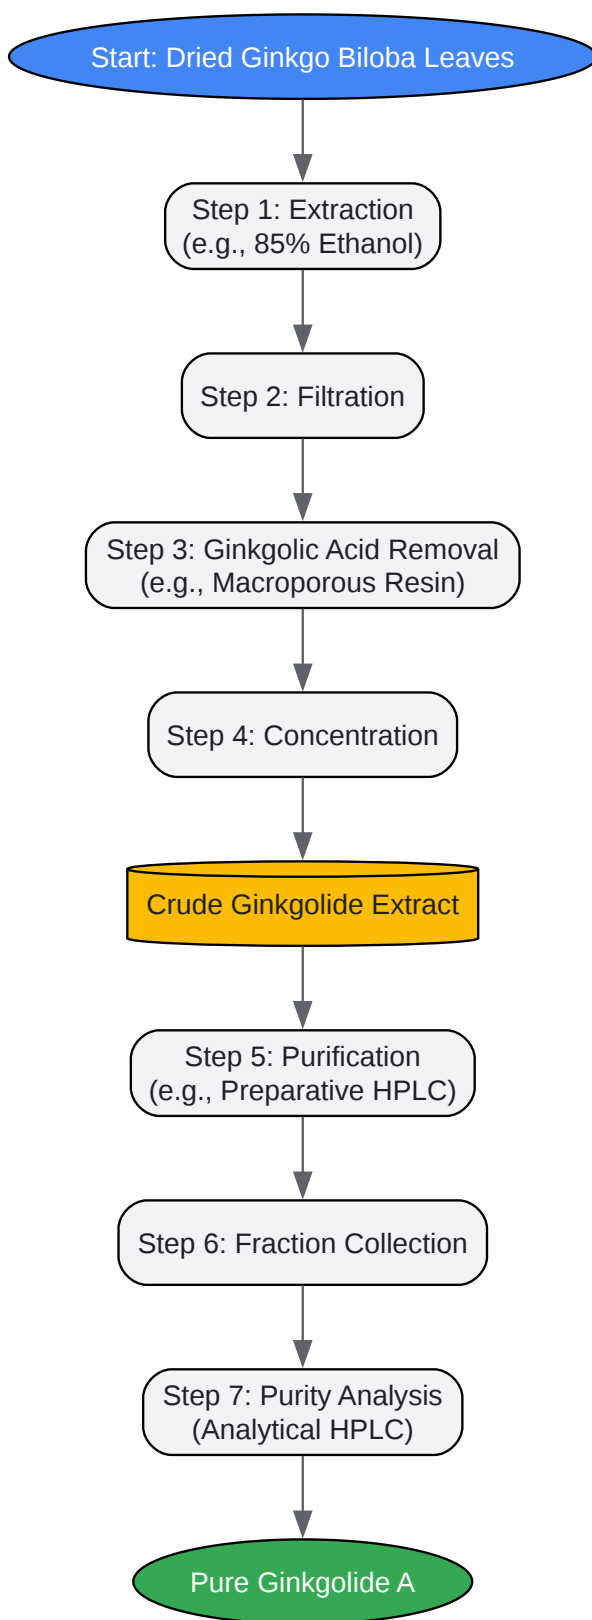 Start: Dried Ginkgo Biloba Leaves
Step 1: Extraction
(e.g., 85% Ethanol)
Step 2: Filtration
Step 3: Ginkgolic Acid Removal
(e.g., Macroporous Resin)
Step 4: Concentration
Crude Ginkgolide Extract
Step 5: Purification
(e.g., Preparative HPLC)
Step 6: Fraction Collection
Step 7: Purity Analysis
(Analytical HPLC)
Pure Ginkgolide A